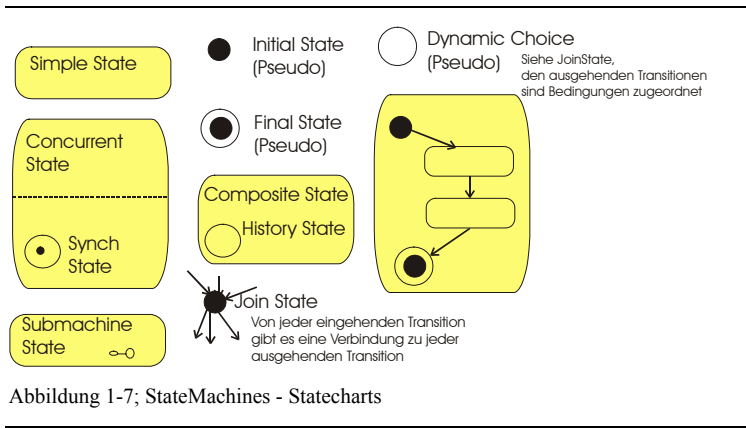 Simple State
Initial State
(Pseudo)
Dynamic Choice
(Pseudo)
Siehe JoinState,
den ausgehenden Transitionen
sind Bedingungen zugeordnet
Concurrent
State
Final State
(Pseudo)
Composite State
History State
Synch
State
Join State
Von jeder eingehenden Transition
gibt es eine Verbindung zu jeder
ausgehenden Transition
Submachine
State
Abbildung 1-7; StateMachines - Statecharts